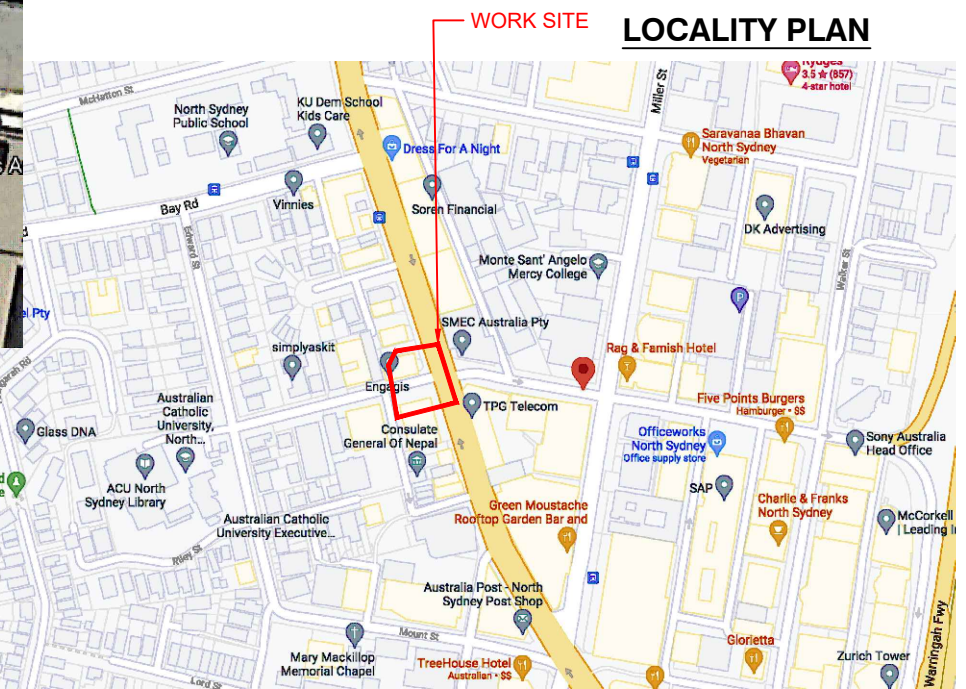 WORK SITE
LOCALITY PLAN
Rydges
3.5 ★ (857)
4-star hotel
McHatton St
North Sydney
Public School
KU Dem School
Kids Care
Miller St
Dress For A Night
Saravanaa Bhavan
North Sydney
Vegetarian
s A
Vinnies
Bay Rd
Soren Financial
DK Advertising
Edward St
Monte Sant' Angelo
Mercy College
Walker St
el Pty
P
SMEC Australia Pty
simplyaskit
Rag & Famish Hotel
Engagis
Australian
Catholic
University,
North...
TPG Telecom
Five Points Burgers
Hamburger • $$
Glass DNA
Consulate
General Of Nepal
Officeworks
North Sydney
Office supply store
Sony Australia
Head Office
ACU North
Sydney Library
SAP
Charlie & Franks
North Sydney
Green Moustache
Rooftop Garden Bar and
Australian Catholic
University Executive...
McCorkell
| Leading In
Riley St
Australia Post - North
Sydney Post Shop
Mount St
Warringah Fwy
Mary Mackillop
Memorial Chapel
TreeHouse Hotel
Australian • $$
Glorietta
Zurich Tower
Lord St